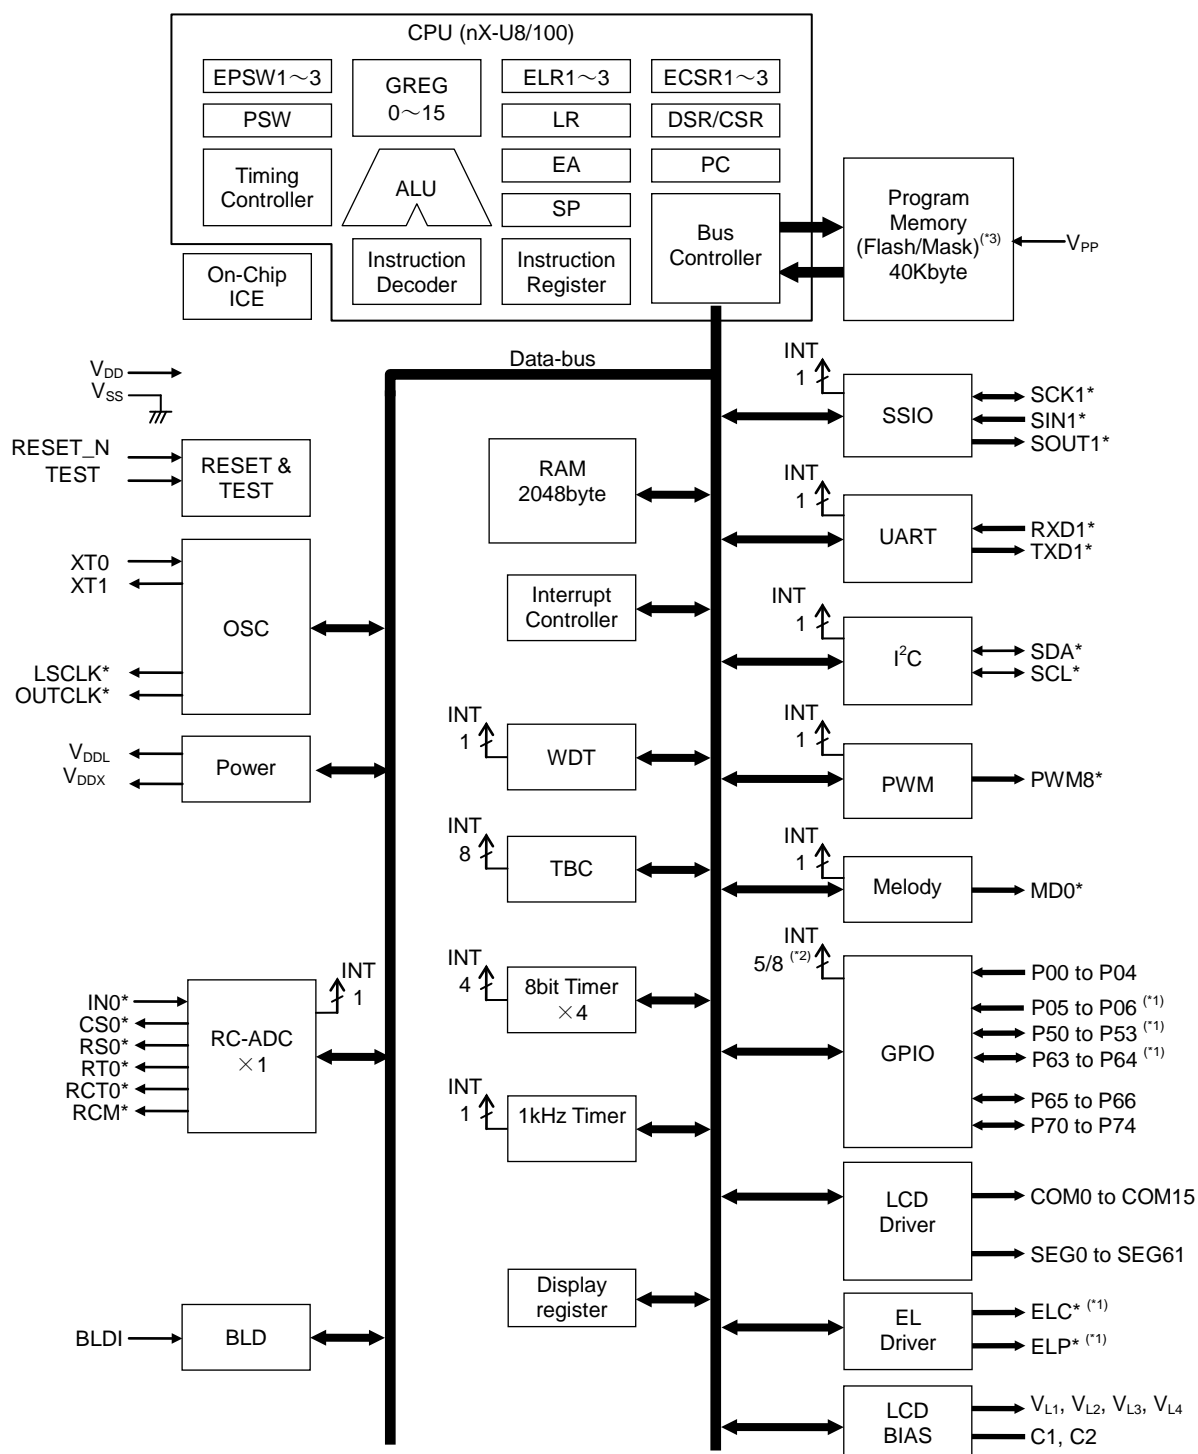 CPU (nX-U8/100)
EPSW1～3
GREG
0～15
ELR1～3
ECSR1～3
PSW
LR
DSR/CSR
Timing
Controller
ALU
EA
PC
SP
Bus
Controller
Program
Memory
(Flash/Mask)(*3)
40Kbyte
VPP
On-Chip
ICE
Instruction
Decoder
Instruction
Register
Data-bus
VDD
VSS
RESET_N
TEST
RESET &
TEST
XT0
XT1
LSCLK*
OUTCLK*
OSC
VDDL
VDDX
Power
IN0*
CS0*
RS0*
RT0*
RCT0*
RCM*
RC-ADC
×1
INT
1
BLDI
BLD
RAM
2048byte
Interrupt
Controller
INT
1
WDT
INT
8
TBC
INT
4
8bit Timer
×4
INT
1
1kHz Timer
Display
register
INT
1
SSIO
SCK1*
SIN1*
SOUT1*
INT
1
UART
RXD1*
TXD1*
INT
1
I²C
SDA*
SCL*
INT
1
PWM
PWM8*
INT
1
Melody
MD0*
INT
5/8 (*2)
GPIO
P00 to P04
P05 to P06 (*1)
P50 to P53 (*1)
P63 to P64 (*1)
P65 to P66
P70 to P74
LCD
Driver
COM0 to COM15
SEG0 to SEG61
EL
Driver
ELC* (*1)
ELP* (*1)
LCD
BIAS
VL1, VL2, VL3, VL4
C1, C2